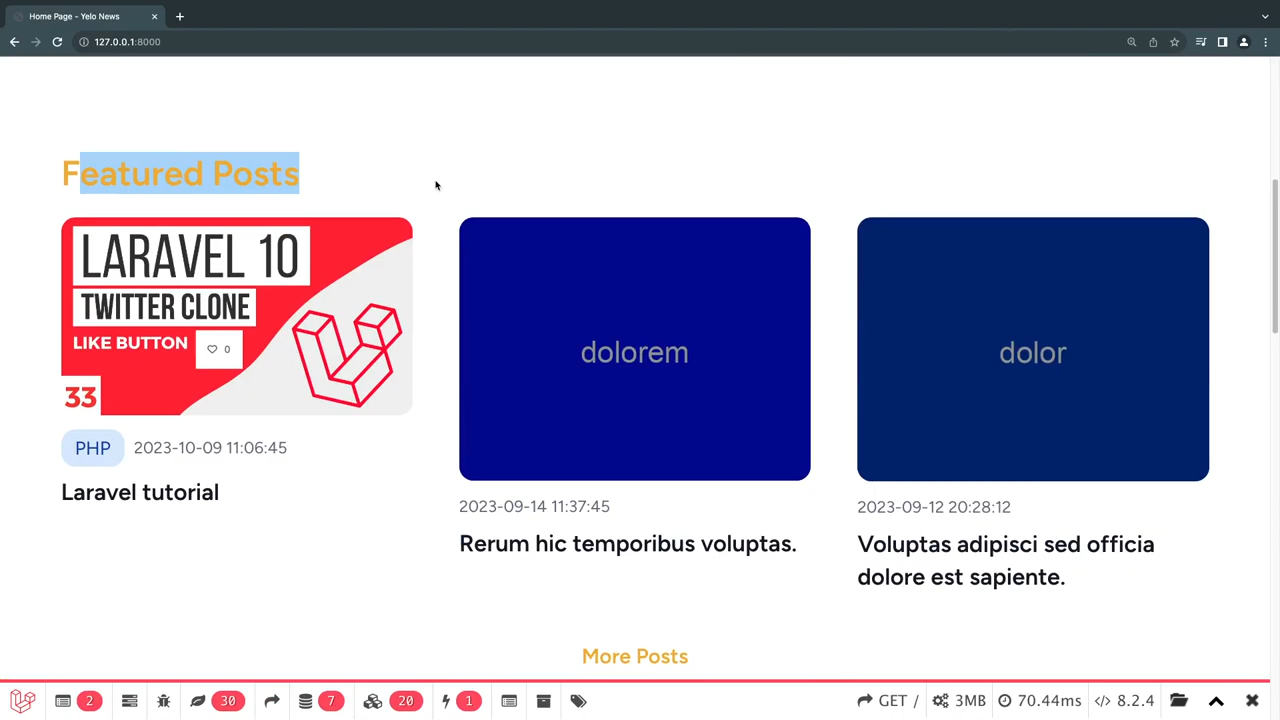 Home Page - Yelo News
127.0.0.1:8000
Featured Posts
LARAVEL 10
TWITTER CLONE
LIKE BUTTON
0
33
dolorem
dolor
PHP
2023-10-09 11:06:45
Laravel tutorial
2023-09-14 11:37:45
Rerum hic temporibus voluptas.
2023-09-12 20:28:12
Voluptas adipisci sed officia
dolore est sapiente.
More Posts
2
30
7
20
1
GET /
3MB
70.44ms
8.2.4